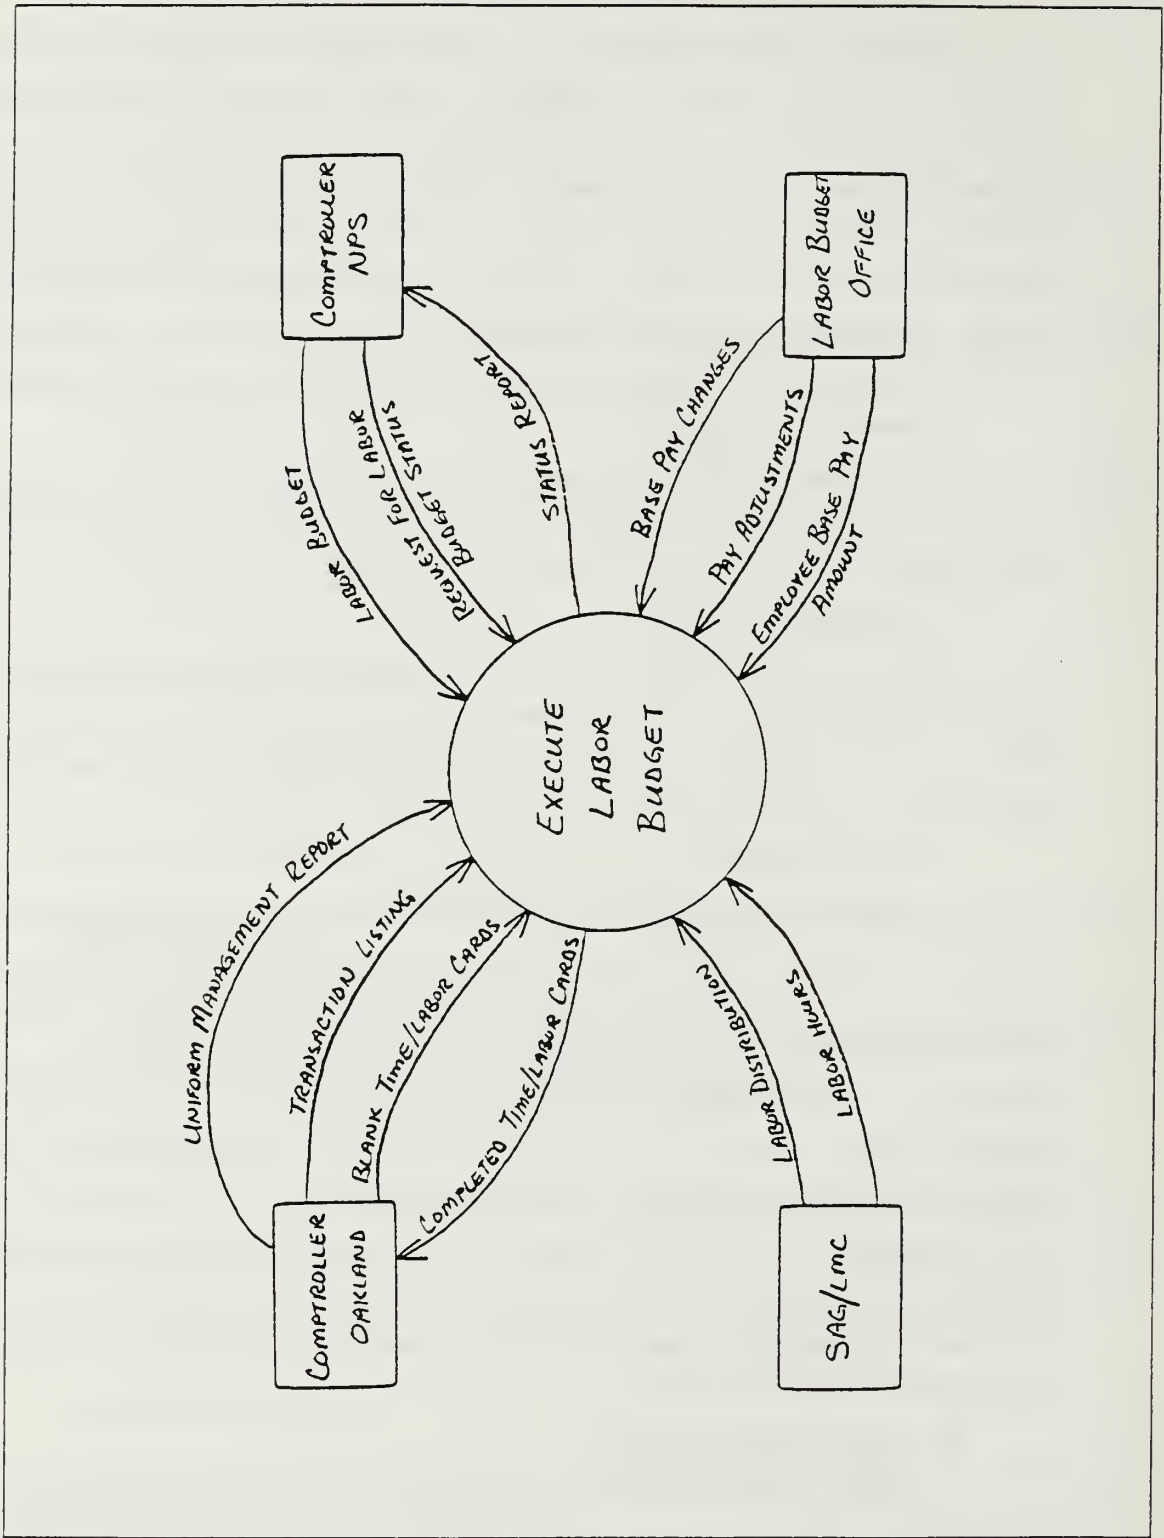 COMPTROLLER
OAKLAND
UNIFORM MANAGEMENT REPORT
TRANSACTION LISTING
BLANK TIME/LABOR CARDS
COMPLETED TIME/LABOR CARDS
COMPTROLLER
NPS
LABOR BUDGET
REQUEST FOR LABOR
BUDGET STATUS
STATUS REPORT
EXECUTE
LABOR
BUDGET
SAG/LMC
LABOR DISTRIBUTION
LABOR HOURS
LABOR BUDGET
OFFICE
BASE PAY CHANGES
PAY ADJUSTMENTS
EMPLOYEE BASE PAY
AMOUNT